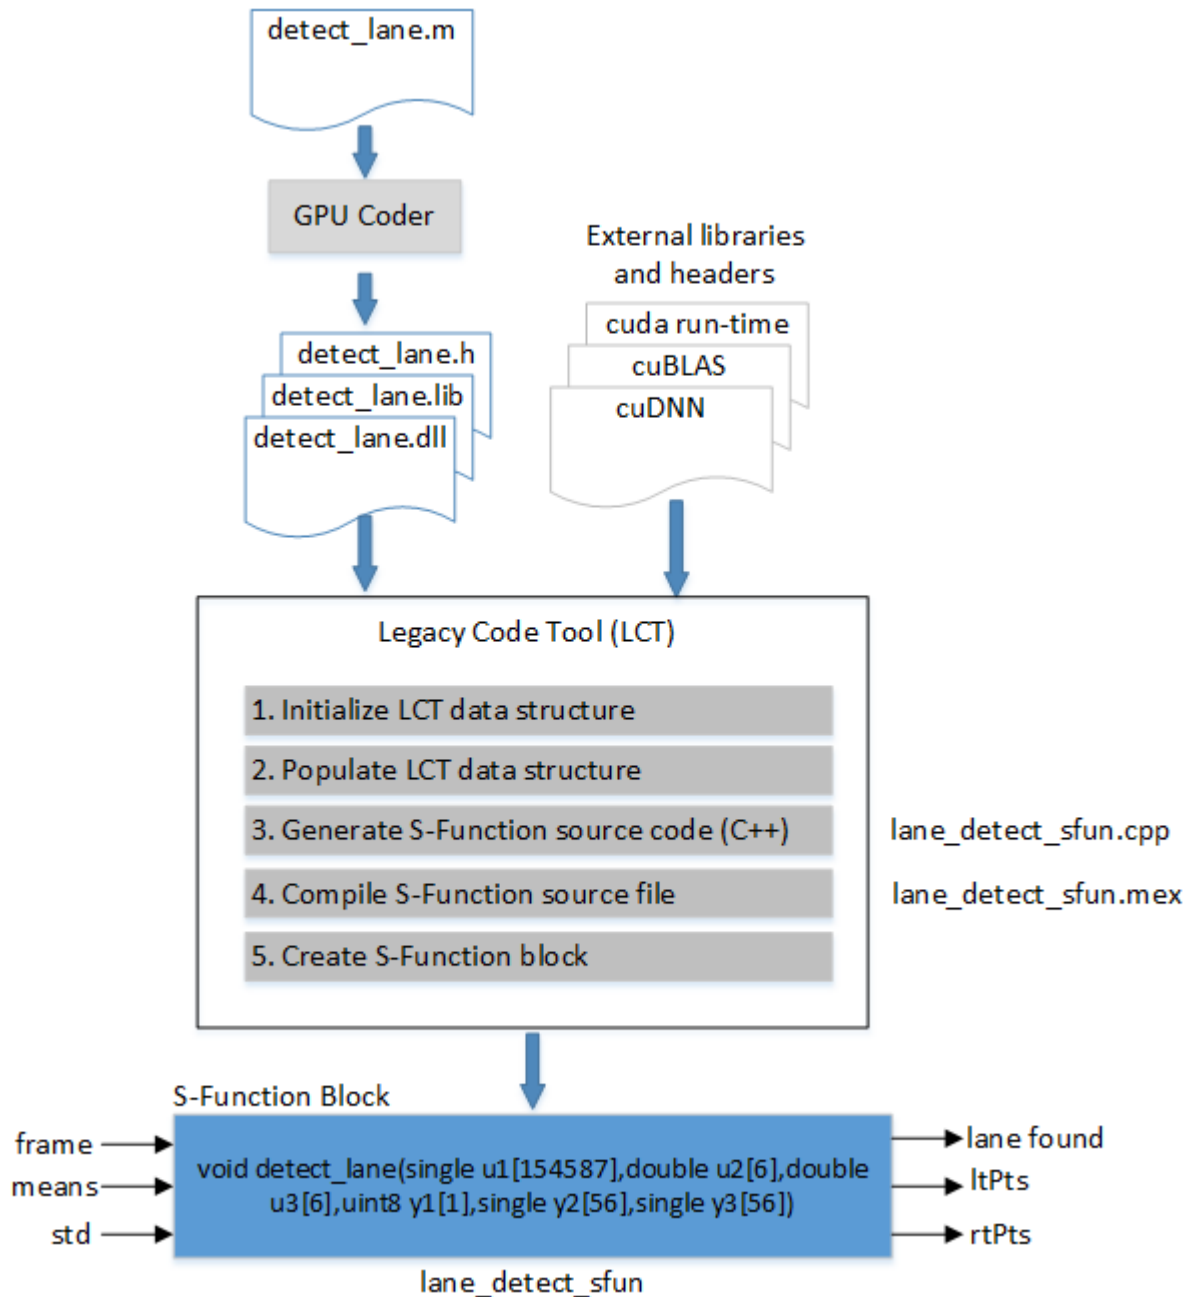 detect_lane.m
GPU Coder
External libraries
and headers
detect_lane.h
detect_lane.lib
detect_lane.dll
cuda run-time
cuBLAS
cuDNN
Legacy Code Tool (LCT)
1. Initialize LCT data structure
2. Populate LCT data structure
3. Generate S-Function source code (C++)
lane_detect_sfun.cpp
4. Compile S-Function source file
lane_detect_sfun.mex
5. Create S-Function block
S-Function Block
frame
means
std
void detect_lane(single u1[154587],double u2[6],double
u3[6],uint8 y1[1],single y2[56],single y3[56])
lane found
ltPts
rtPts
lane_detect_sfun